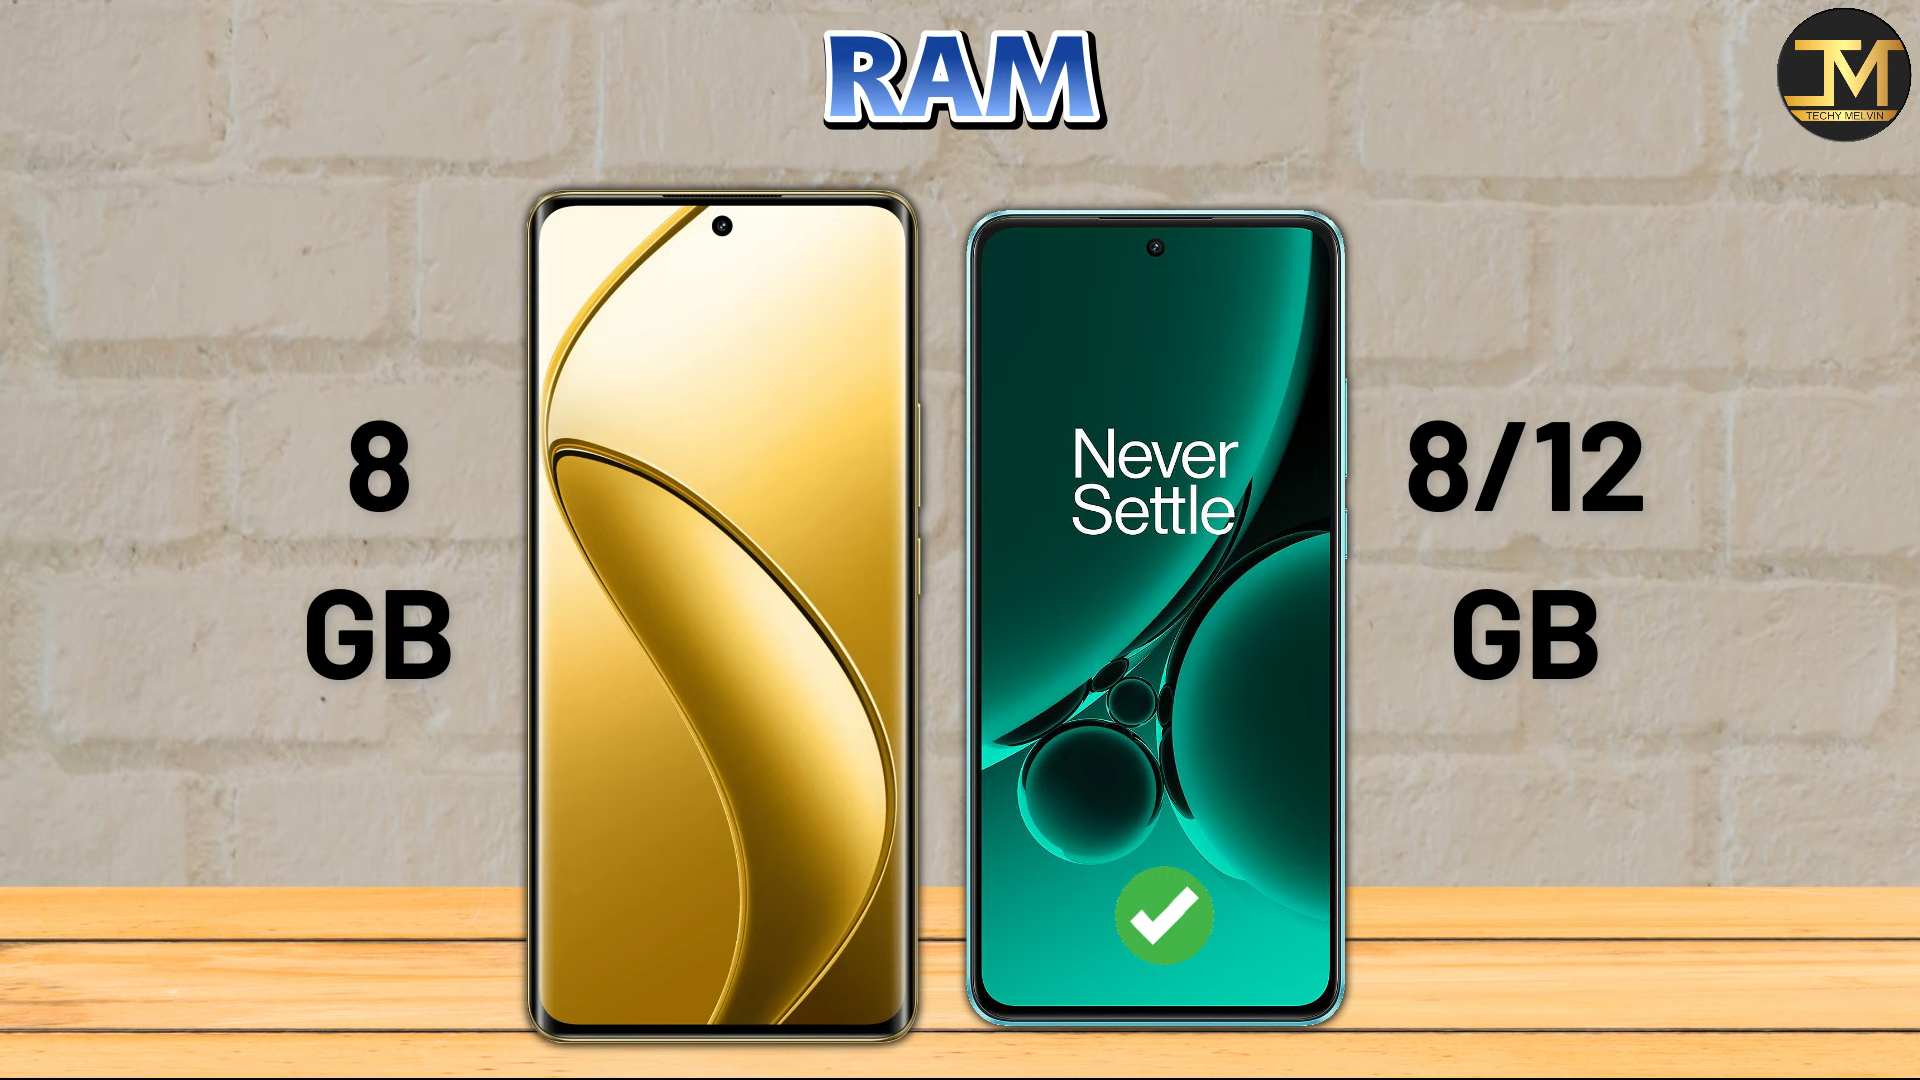 RAM
TECHY MELVIN
8
GB
Never
Settle
8/12
GB